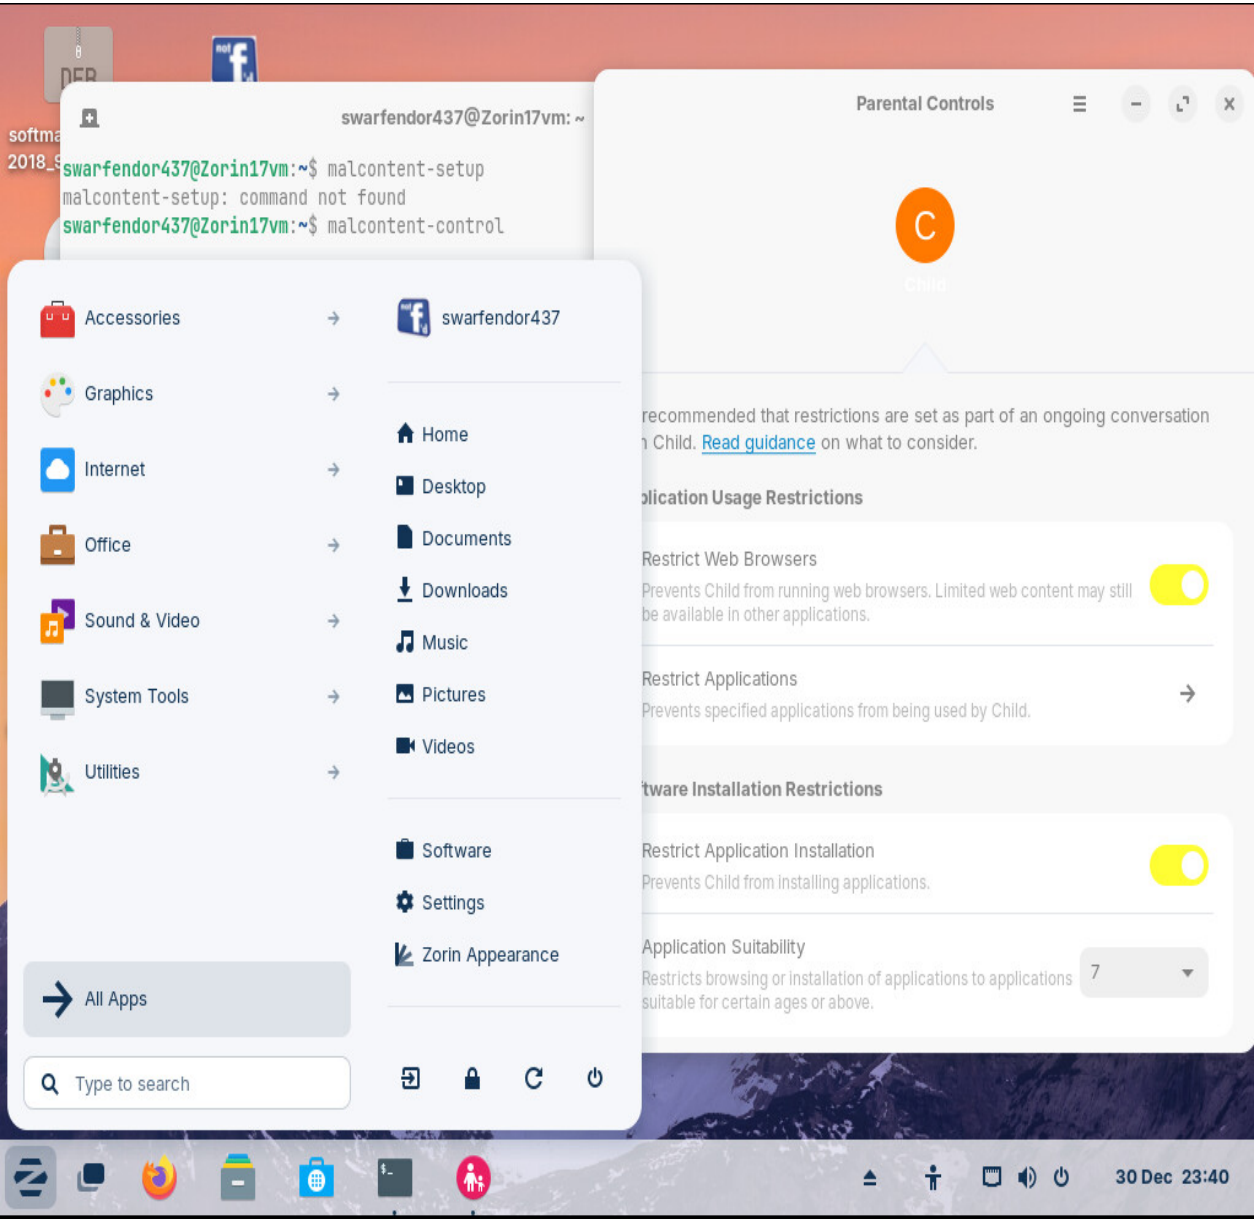 DEB
not
f
softma
2018_S
swarfendor437@Zorin17vm: ~
swarfendor437@Zorin17vm:~$ malcontent-setup
malcontent-setup: command not found
swarfendor437@Zorin17vm:~$ malcontent-control
Parental Controls
C
Child
Accessories
Graphics
Internet
Office
Sound & Video
System Tools
Utilities
All Apps
Type to search
swarfendor437
Home
Desktop
Documents
Downloads
Music
Pictures
Videos
Software
Settings
Zorin Appearance
recommended that restrictions are set as part of an ongoing conversation
Child. Read guidance on what to consider.
plication Usage Restrictions
Restrict Web Browsers
Prevents Child from running web browsers. Limited web content may still
be available in other applications.
Restrict Applications
Prevents specified applications from being used by Child.
tware Installation Restrictions
Restrict Application Installation
Prevents Child from installing applications.
Application Suitability
Restricts browsing or installation of applications to applications
suitable for certain ages or above.
7
$_
30 Dec 23:40